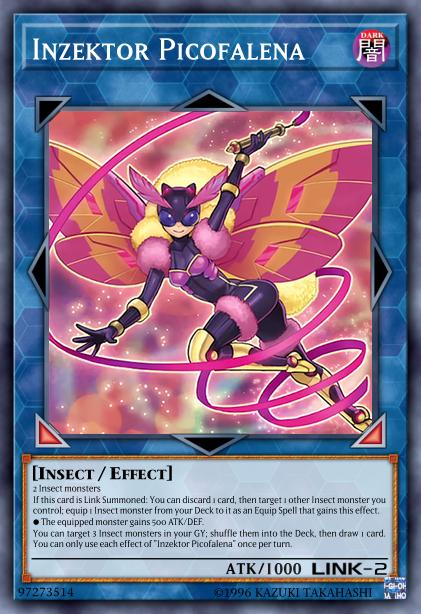 INZEKTOR PICOFALENA
DARK
闇
[INSECT / EFFECT]
2 Insect monsters
If this card is Link Summoned: You can discard 1 card, then target 1 other Insect monster you
control; equip 1 Insect monster from your Deck to it as an Equip Spell that gains this effect.
● The equipped monster gains 500 ATK/DEF.
You can target 3 Insect monsters in your GY; shuffle them into the Deck, then draw 1 card.
You can only use each effect of "Inzektor Picofalena" once per turn.
ATK/1000 LINK-2
97273514 ©1996 KAZUKI TAKAHASHI